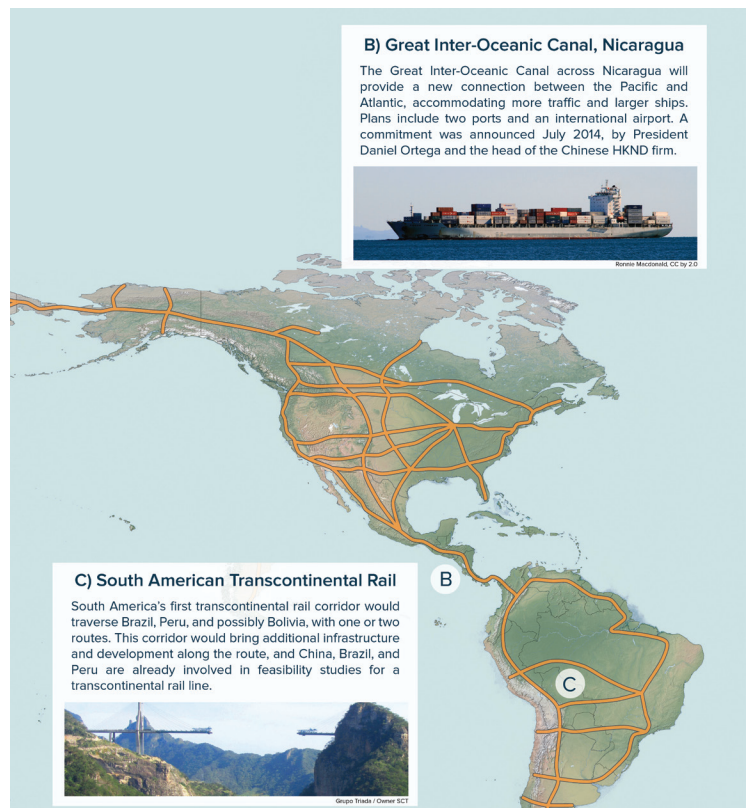 B) Great Inter-Oceanic Canal, Nicaragua
The Great Inter-Oceanic Canal across Nicaragua will
provide a new connection between the Pacific and
Atlantic, accommodating more traffic and larger ships.
Plans include two ports and an international airport. A
commitment was announced July 2014, by President
Daniel Ortega and the head of the Chinese HKND firm.
Ronnie Macdonald, CC by 2.0
B
C) South American Transcontinental Rail
South America's first transcontinental rail corridor would
traverse Brazil, Peru, and possibly Bolivia, with one or two
routes. This corridor would bring additional infrastructure
and development along the route, and China, Brazil, and
Peru are already involved in feasibility studies for a
transcontinental rail line.
Grupo Triada / Owner SCT
C